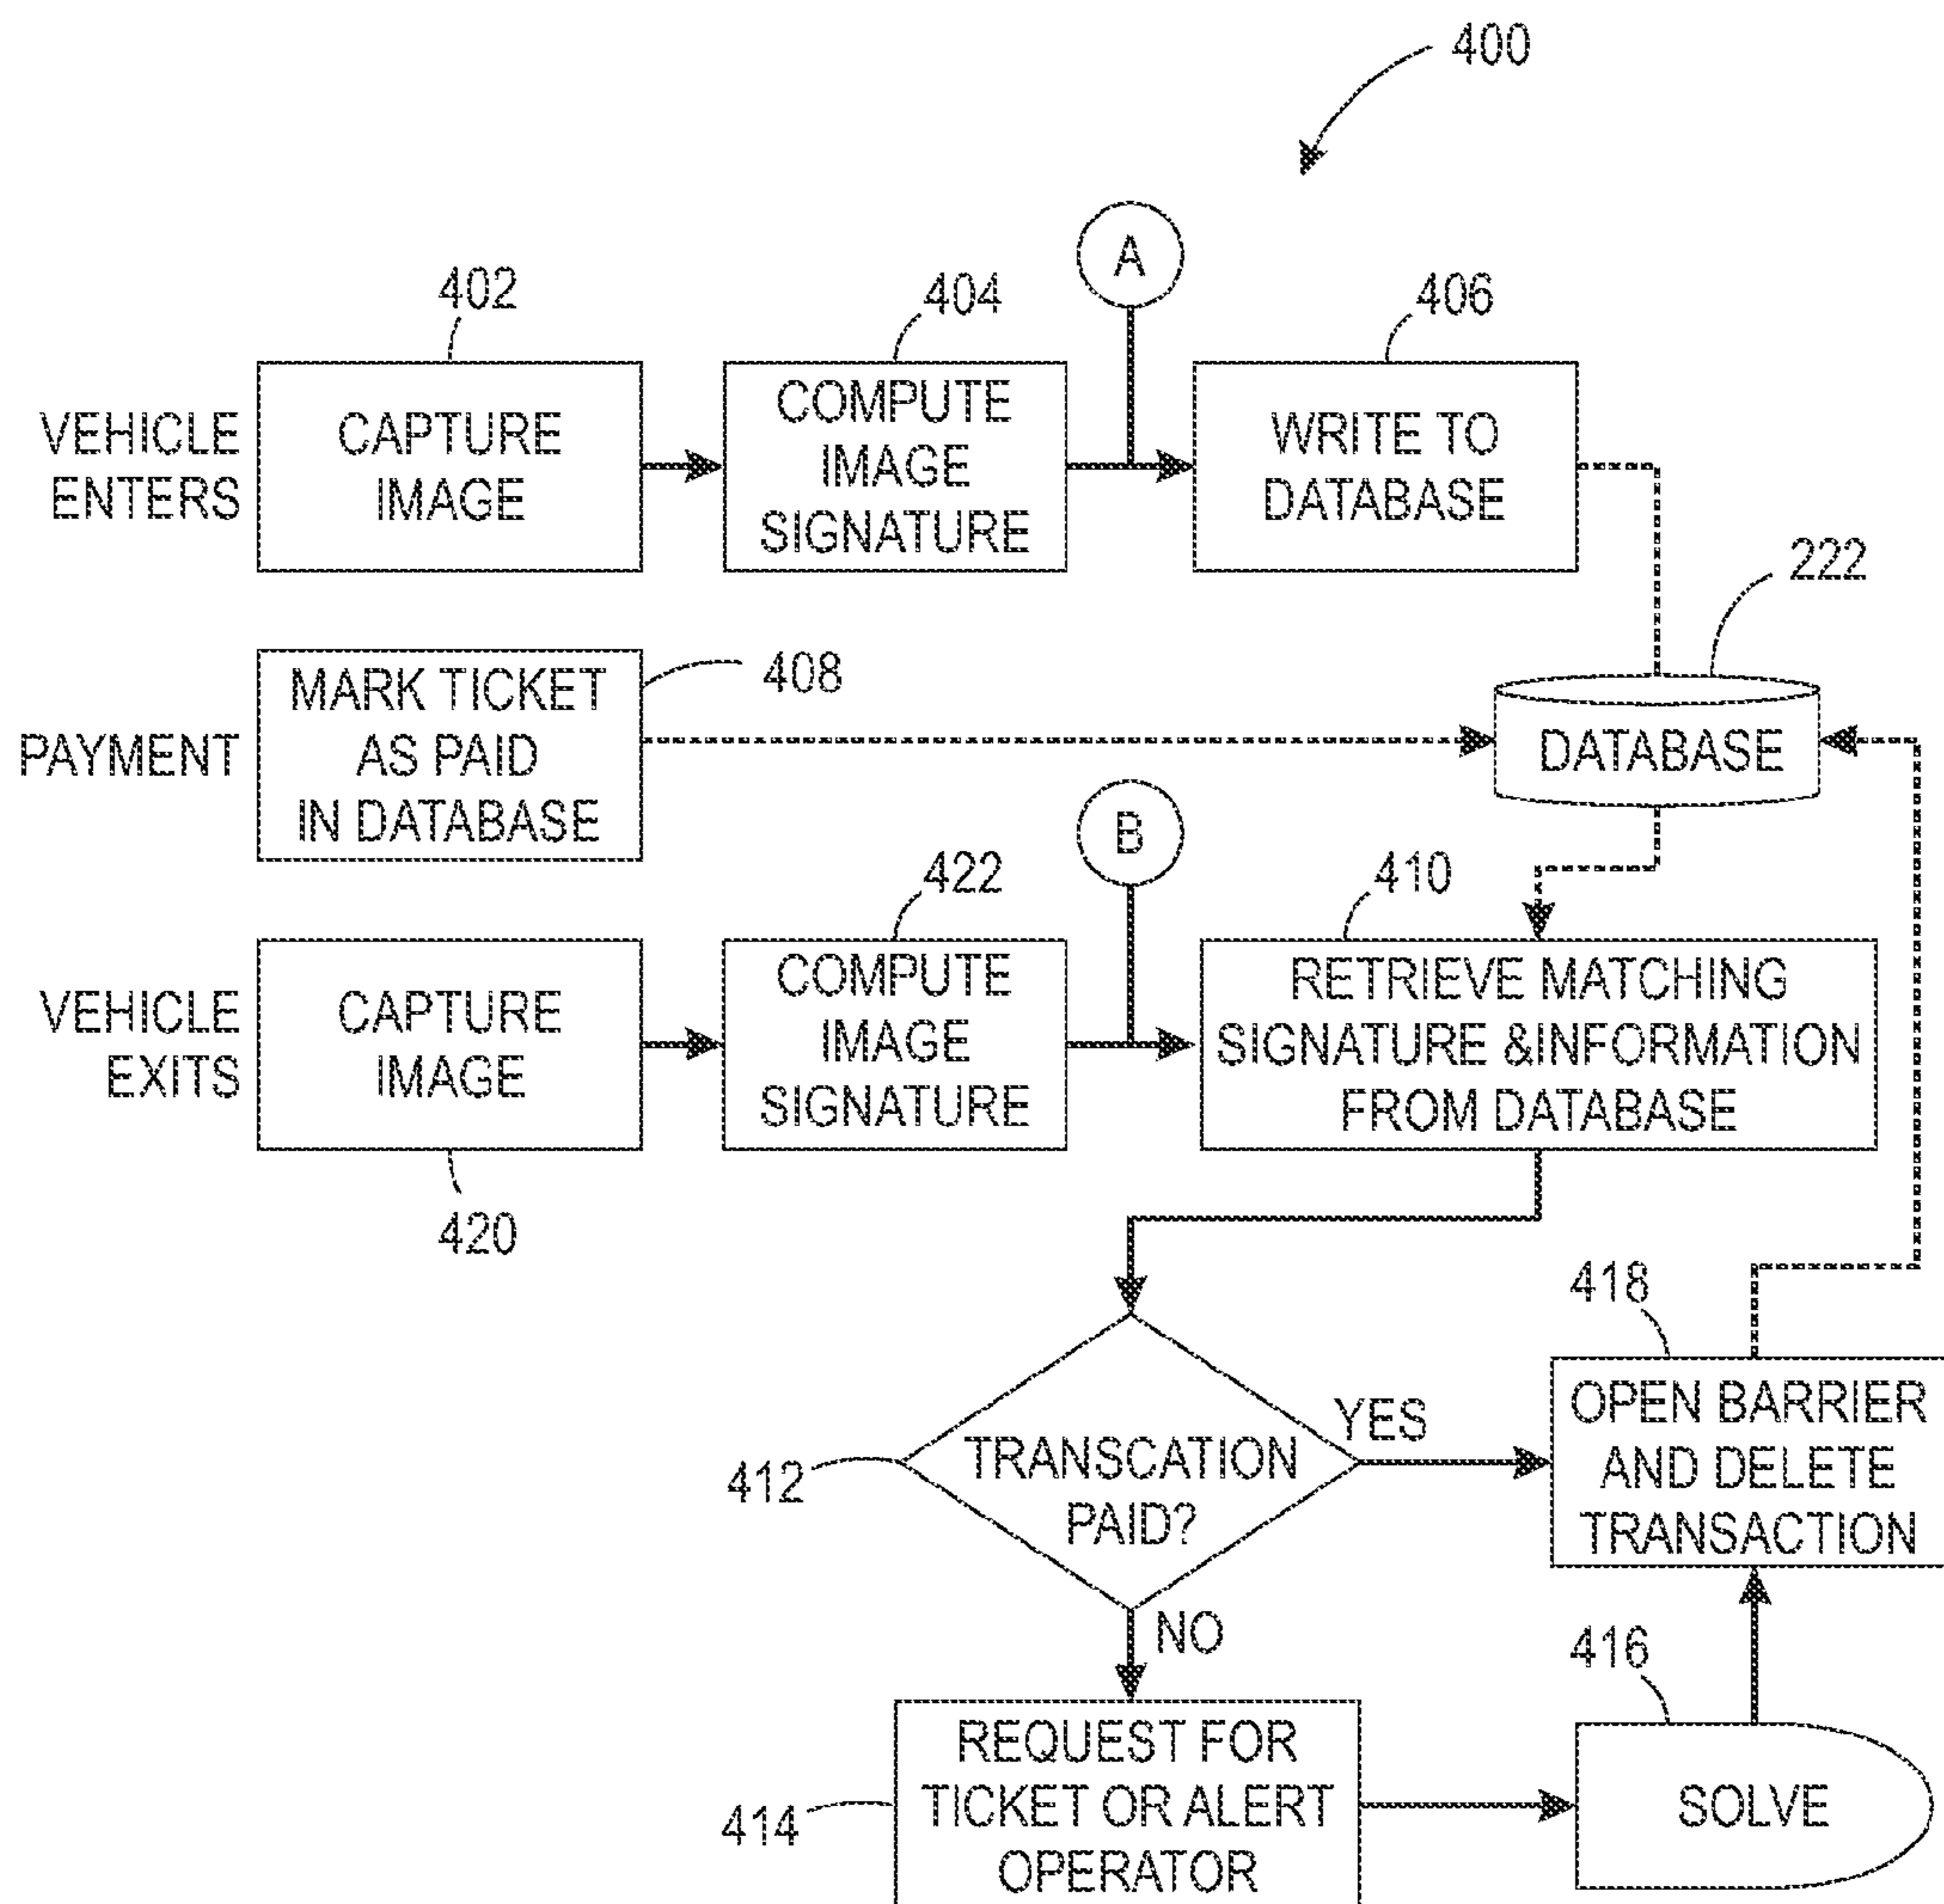 400
A
402
404
406
VEHICLE
ENTERS
CAPTURE
IMAGE
COMPUTE
IMAGE
SIGNATURE
WRITE TO
DATABASE
222
PAYMENT
MARK TICKET
AS PAID
IN DATABASE
408
DATABASE
B
422
410
VEHICLE
EXITS
CAPTURE
IMAGE
COMPUTE
IMAGE
SIGNATURE
RETRIEVE MATCHING
SIGNATURE &INFORMATION
FROM DATABASE
420
418
412
TRANSCATION
PAID?
YES
OPEN BARRIER
AND DELETE
TRANSACTION
NO
416
414
REQUEST FOR
TICKET OR ALERT
OPERATOR
SOLVE